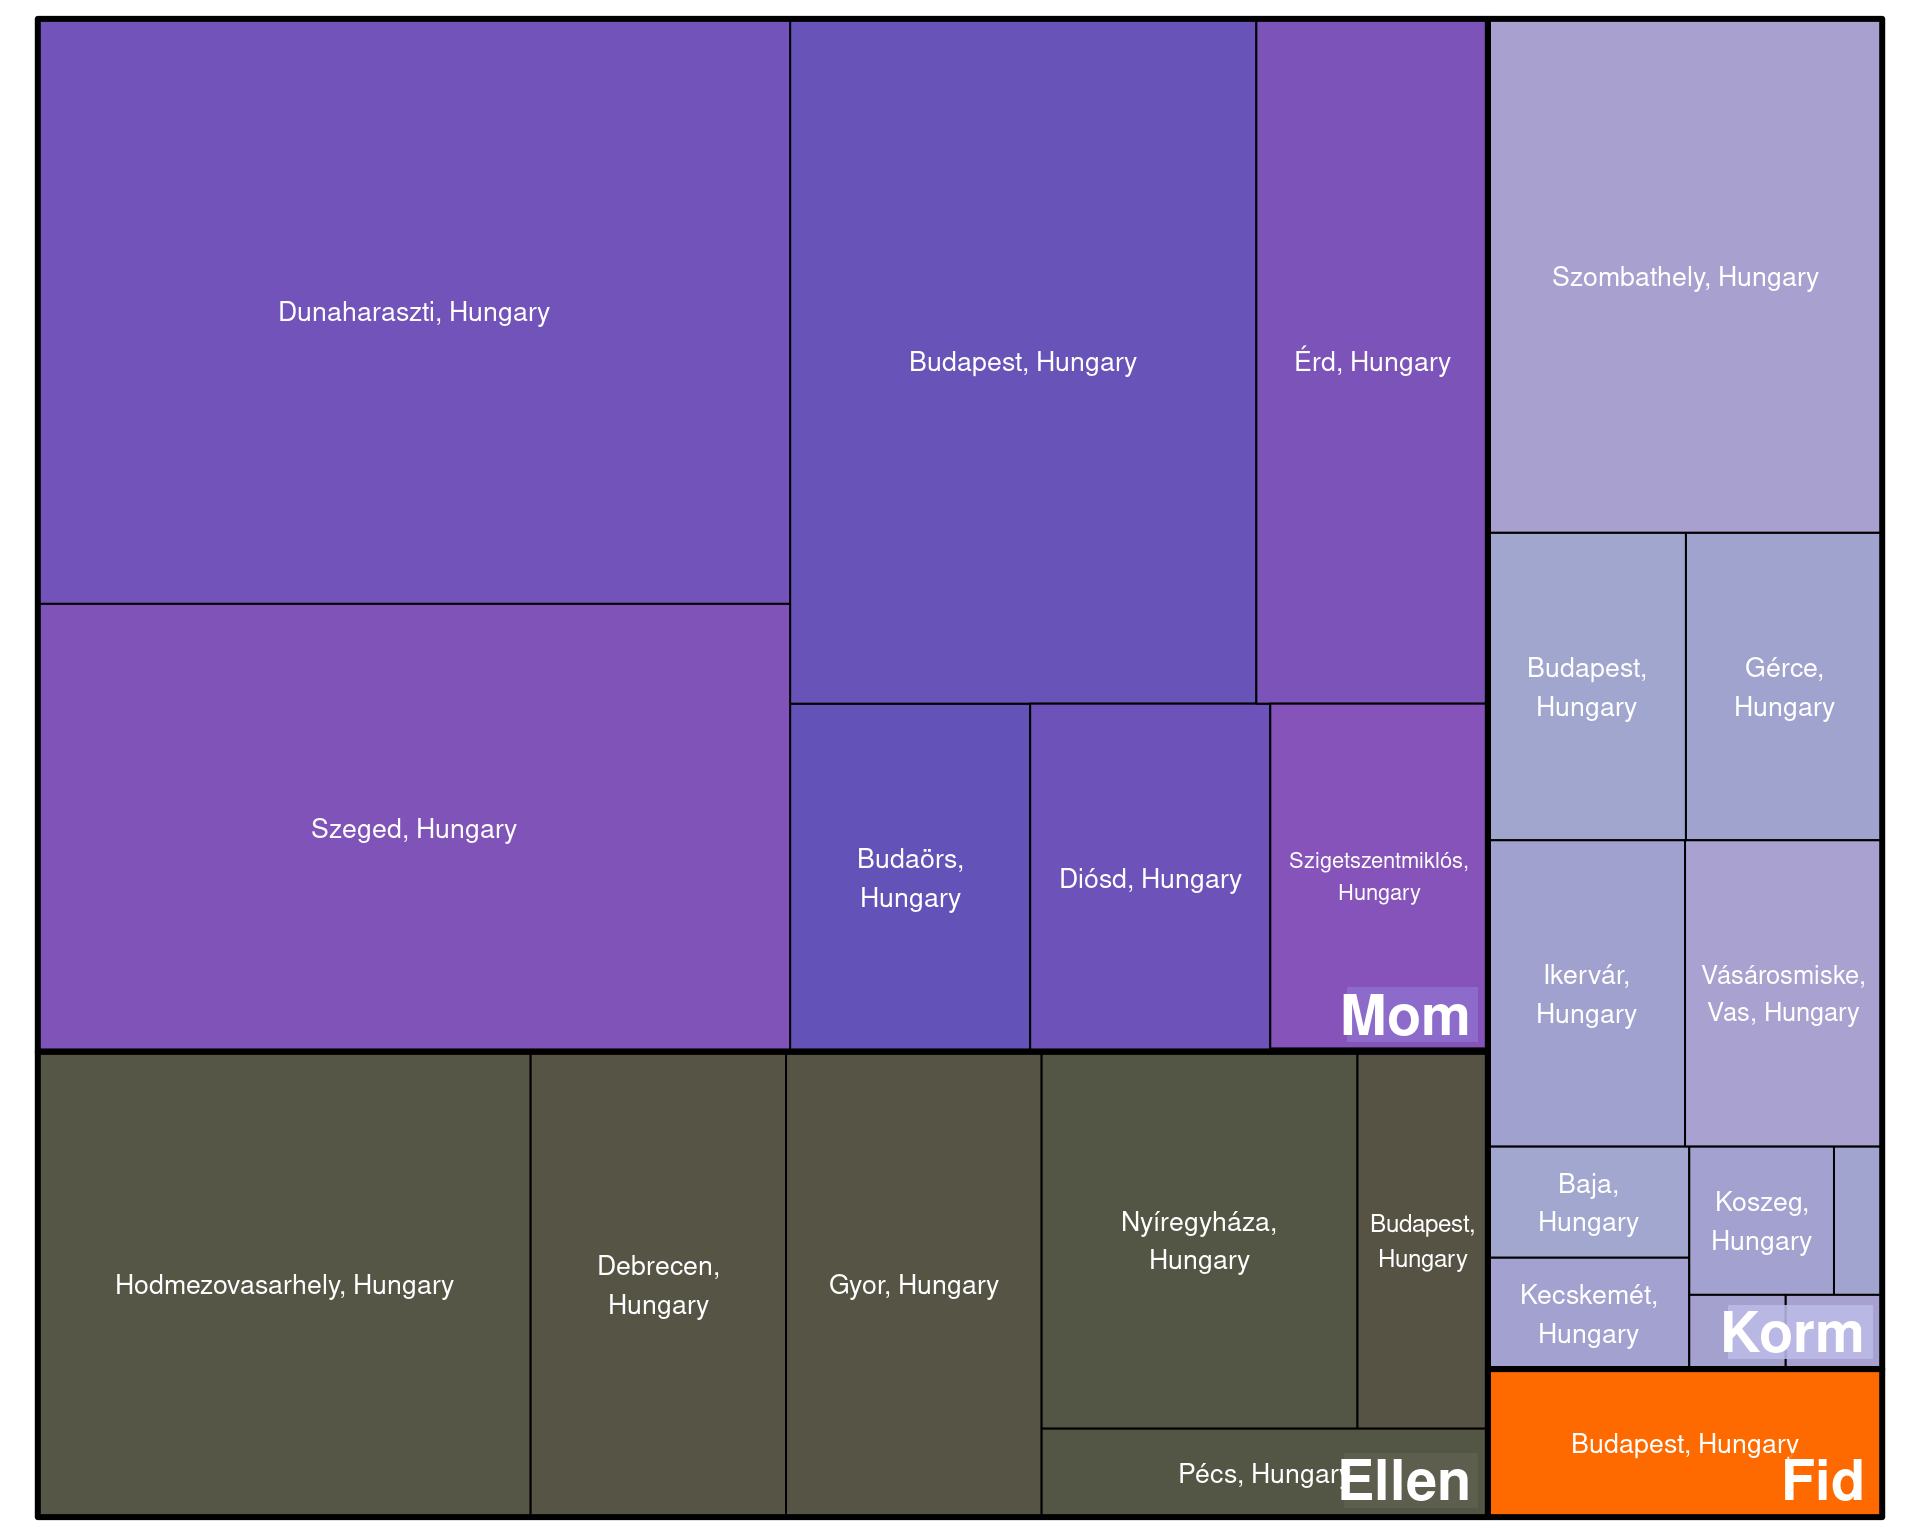 Dunaharaszti, Hungary
Budapest, Hungary
Érd, Hungary
Szombathely, Hungary
Szeged, Hungary
Budaörs,
Hungary
Diósd, Hungary
Szigetszentmiklós,
Hungary
Mom
Budapest,
Hungary
Gérce,
Hungary
Ikervár,
Hungary
Vásárosmiske,
Vas, Hungary
Baja,
Hungary
Koszeg,
Hungary
Kecskemét,
Hungary
Korm
Hodmezovasarhely, Hungary
Debrecen,
Hungary
Gyor, Hungary
Nyíregyháza,
Hungary
Budapest,
Hungary
Pécs, Hungary
Ellen
Budapest, Hungary
Fid